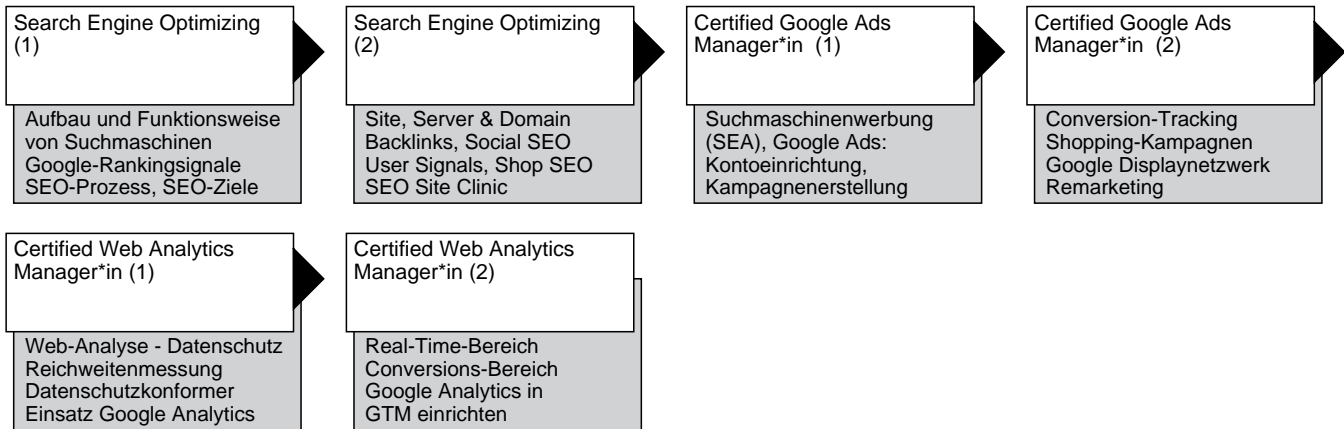 Search Engine Optimizing
(1)
Aufbau und Funktionsweise
von Suchmaschinen
Google-Rankingsignale
SEO-Prozess, SEO-Ziele
Search Engine Optimizing
(2)
Site, Server & Domain
Backlinks, Social SEO
User Signals, Shop SEO
SEO Site Clinic
Certified Google Ads
Manager*in (1)
Suchmaschinenwerbung
(SEA), Google Ads:
Kontoeinrichtung,
Kampagnenerstellung
Certified Google Ads
Manager*in (2)
Conversion-Tracking
Shopping-Kampagnen
Google Displaynetzwerk
Remarketing
Certified Web Analytics
Manager*in (1)
Web-Analyse - Datenschutz
Reichweitenmessung
Datenschutzkonformer
Einsatz Google Analytics
Certified Web Analytics
Manager*in (2)
Real-Time-Bereich
Conversions-Bereich
Google Analytics in
GTM einrichten